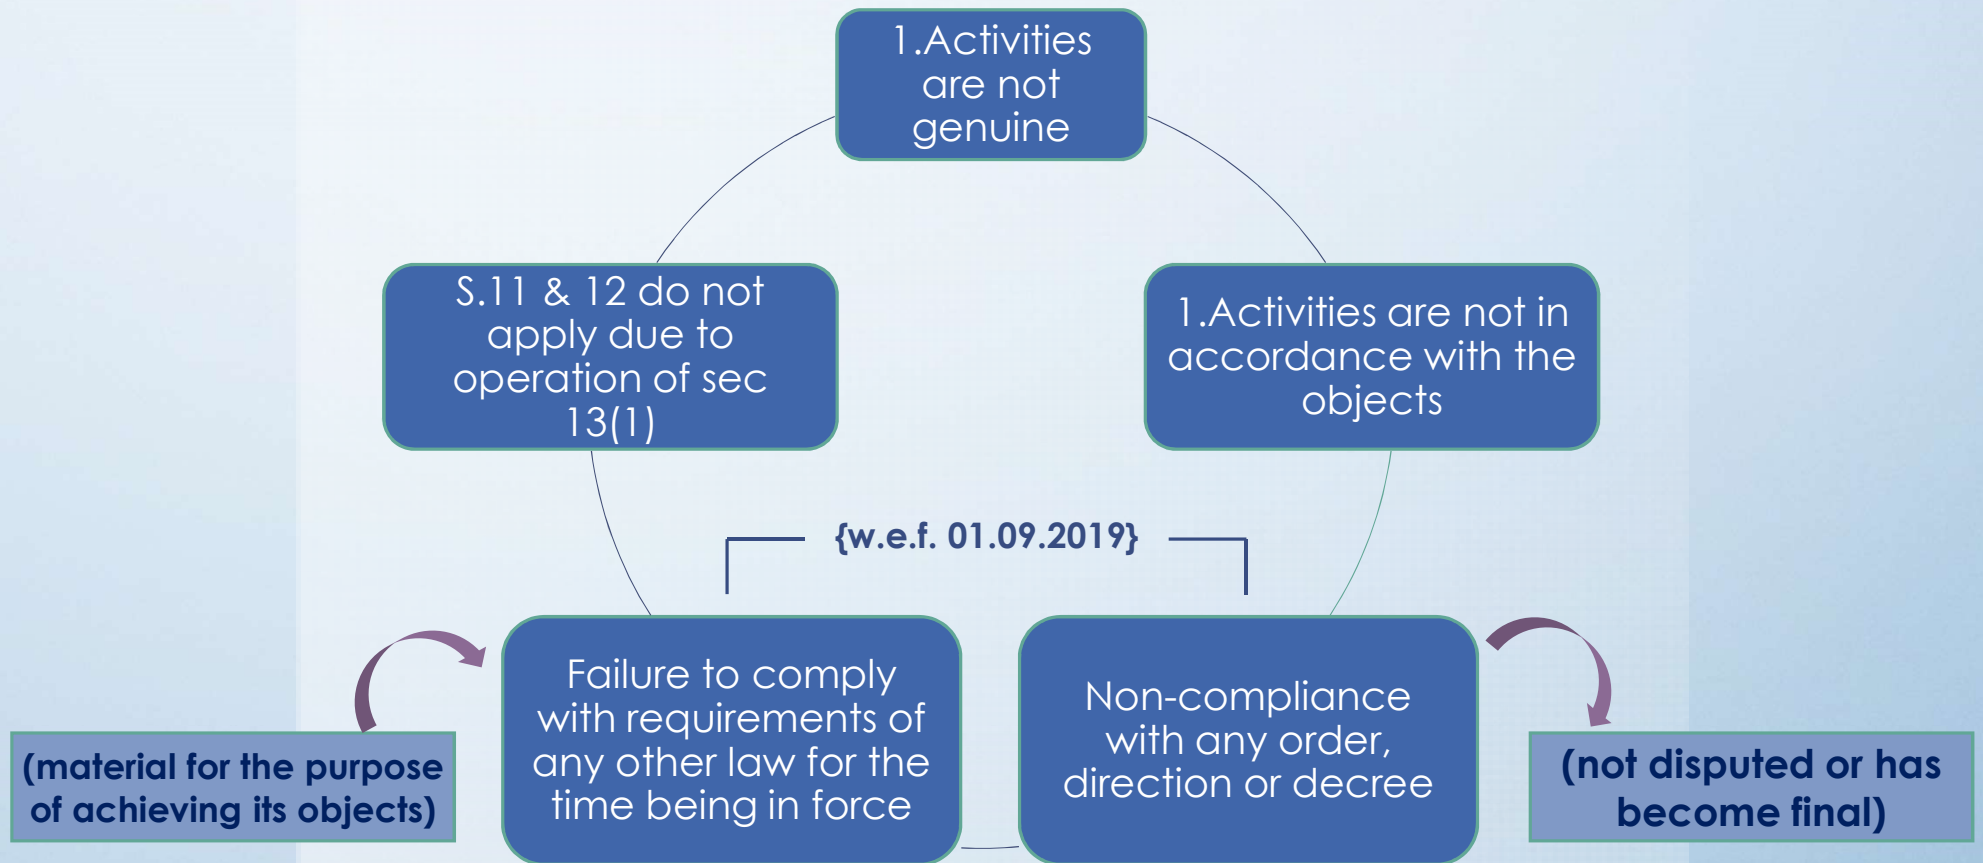 1.Activities
are not
genuine
S.11 & 12 do not
apply due to
operation of sec
13(1)
1.Activities are not in
accordance with the
objects
{w.e.f. 01.09.2019}
Failure to comply
with requirements of
any other law for the
time being in force
Non-compliance
with any order,
direction or decree
(material for the purpose
of achieving its objects)
(not disputed or has
become final)